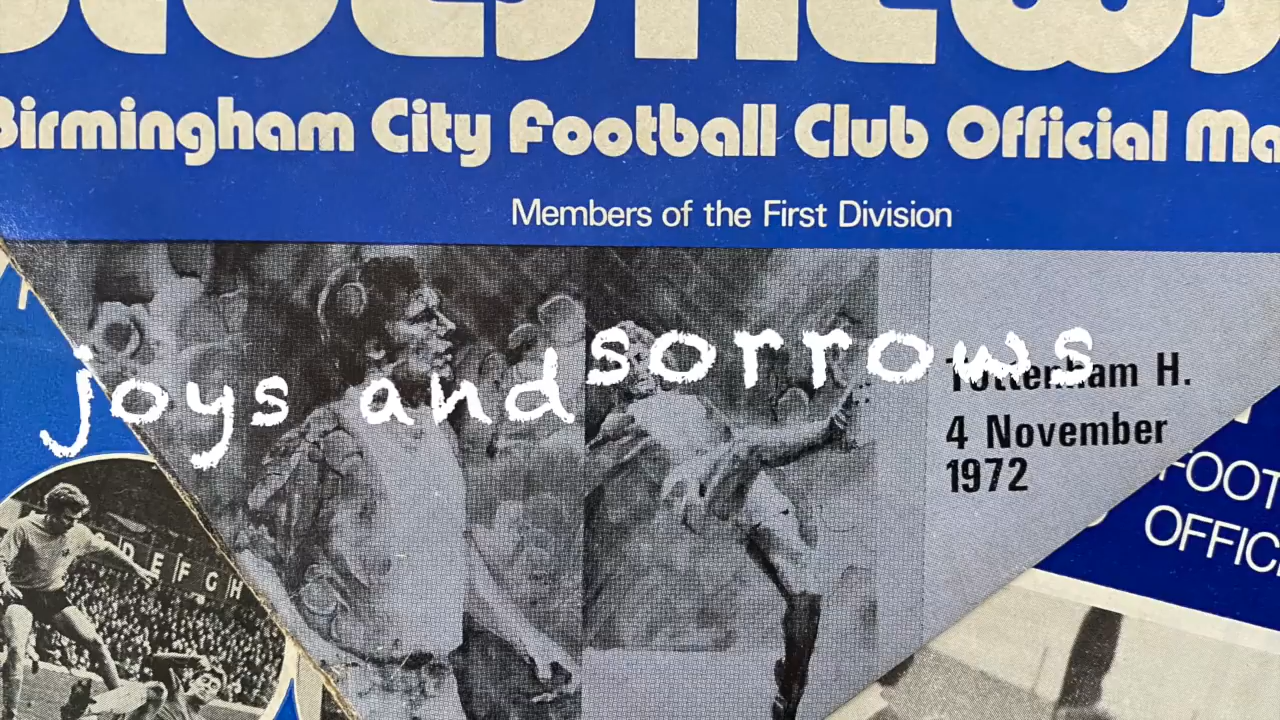 Birmingham City Football Club Official Ma
Members of the First Division
joys and sorrows
Tottenham H.
4 November
1972
D E F G H
FOOT
OFFIC